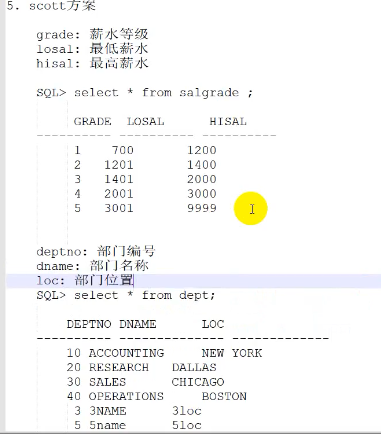 5. scott方案
grade: 薪水等级
losal: 最低薪水
hisal: 最高薪水
SQL> select * from salgrade ;
GRADE LOSAL HISAL
---------- ---------- ----------
1 700 1200
2 1201 1400
3 1401 2000
4 2001 3000
5 3001 9999
deptno: 部门编号
dname: 部门名称
loc: 部门位置
SQL> select * from dept;
DEPTNO DNAME LOC
---------- -------------- -------------
10 ACCOUNTING NEW YORK
20 RESEARCH DALLAS
30 SALES CHICAGO
40 OPERATIONS BOSTON
3 3NAME 3loc
5 5name 5loc